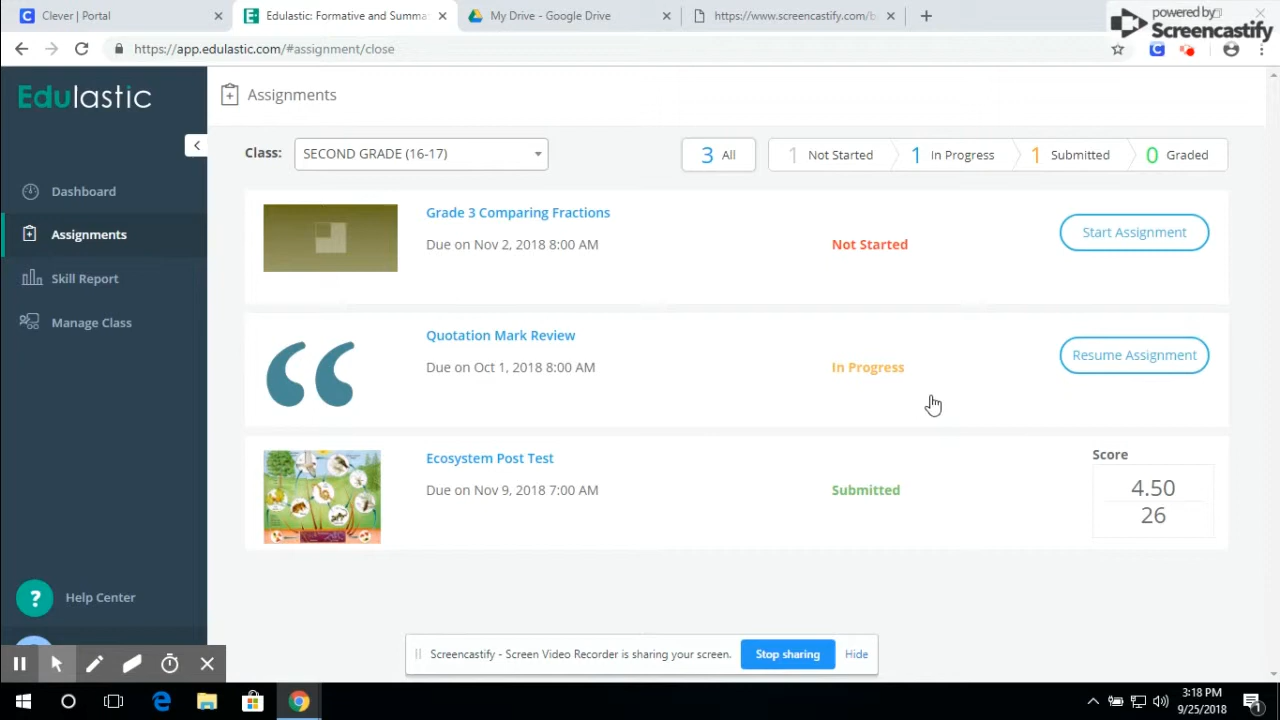 Clever | Portal
Edulastic: Formative and Summa
My Drive - Google Drive
https://www.screencastify.com/b
powered by
Screencastify
https://app.edulastic.com/#assignment/close
Edulastic
Assignments
Class:
SECOND GRADE (16-17)
3 All
1 Not Started
1 In Progress
1 Submitted
0 Graded
Dashboard
Assignments
Skill Report
Manage Class
Grade 3 Comparing Fractions
Due on Nov 2, 2018 8:00 AM
Not Started
Start Assignment
Quotation Mark Review
Due on Oct 1, 2018 8:00 AM
In Progress
Resume Assignment
Ecosystem Post Test
Due on Nov 9, 2018 7:00 AM
Submitted
Score
4.50
26
? Help Center
Screencastify - Screen Video Recorder is sharing your screen.
Stop sharing
Hide
3:18 PM
9/25/2018
1